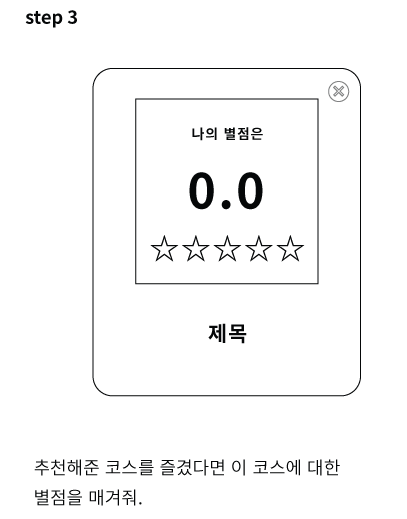 step 3
나의 별점은
0.0
제목
추천해준 코스를 즐겼다면 이 코스에 대한
별점을 매겨줘.